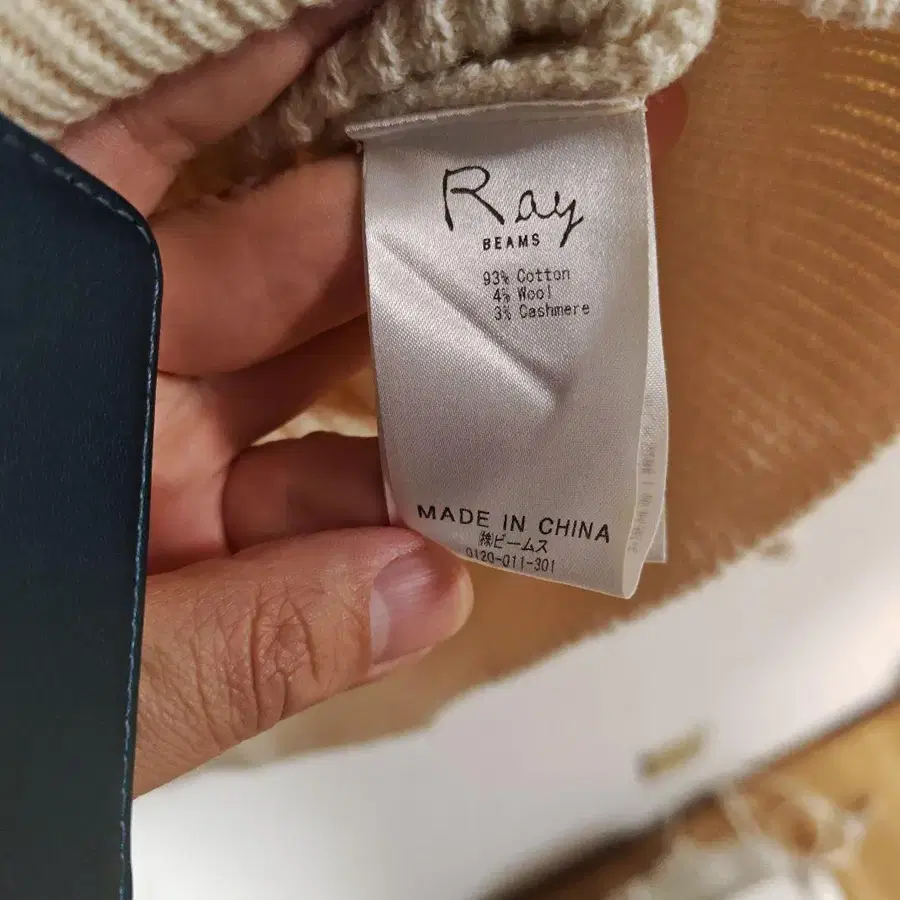 Ray
BEAMS
93% Cotton
4% Wool
3% Cashmere
MADE IN CHINA
㈱ビームス
0120-011-301